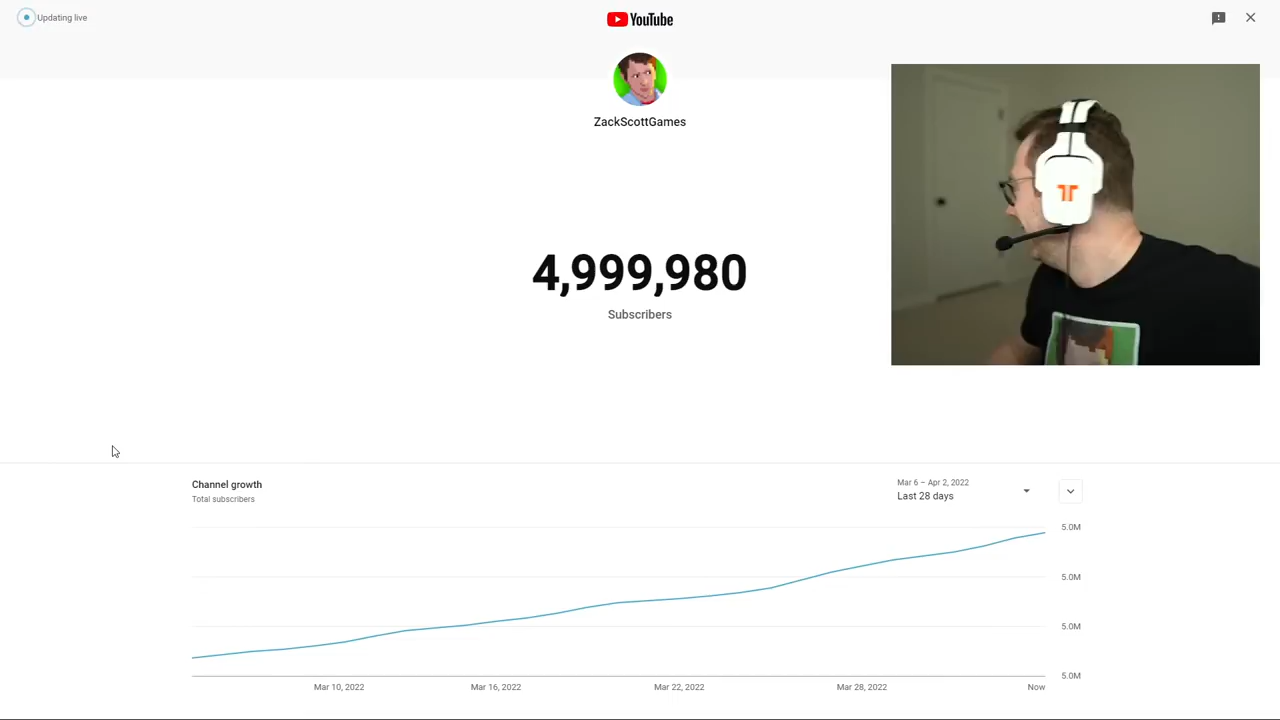 Updating live
YouTube
ZackScottGames
4,999,980
Subscribers
Channel growth
Total subscribers
Mar 6 – Apr 2, 2022
Last 28 days
5.0M
5.0M
5.0M
5.0M
Mar 10, 2022
Mar 16, 2022
Mar 22, 2022
Mar 28, 2022
Now